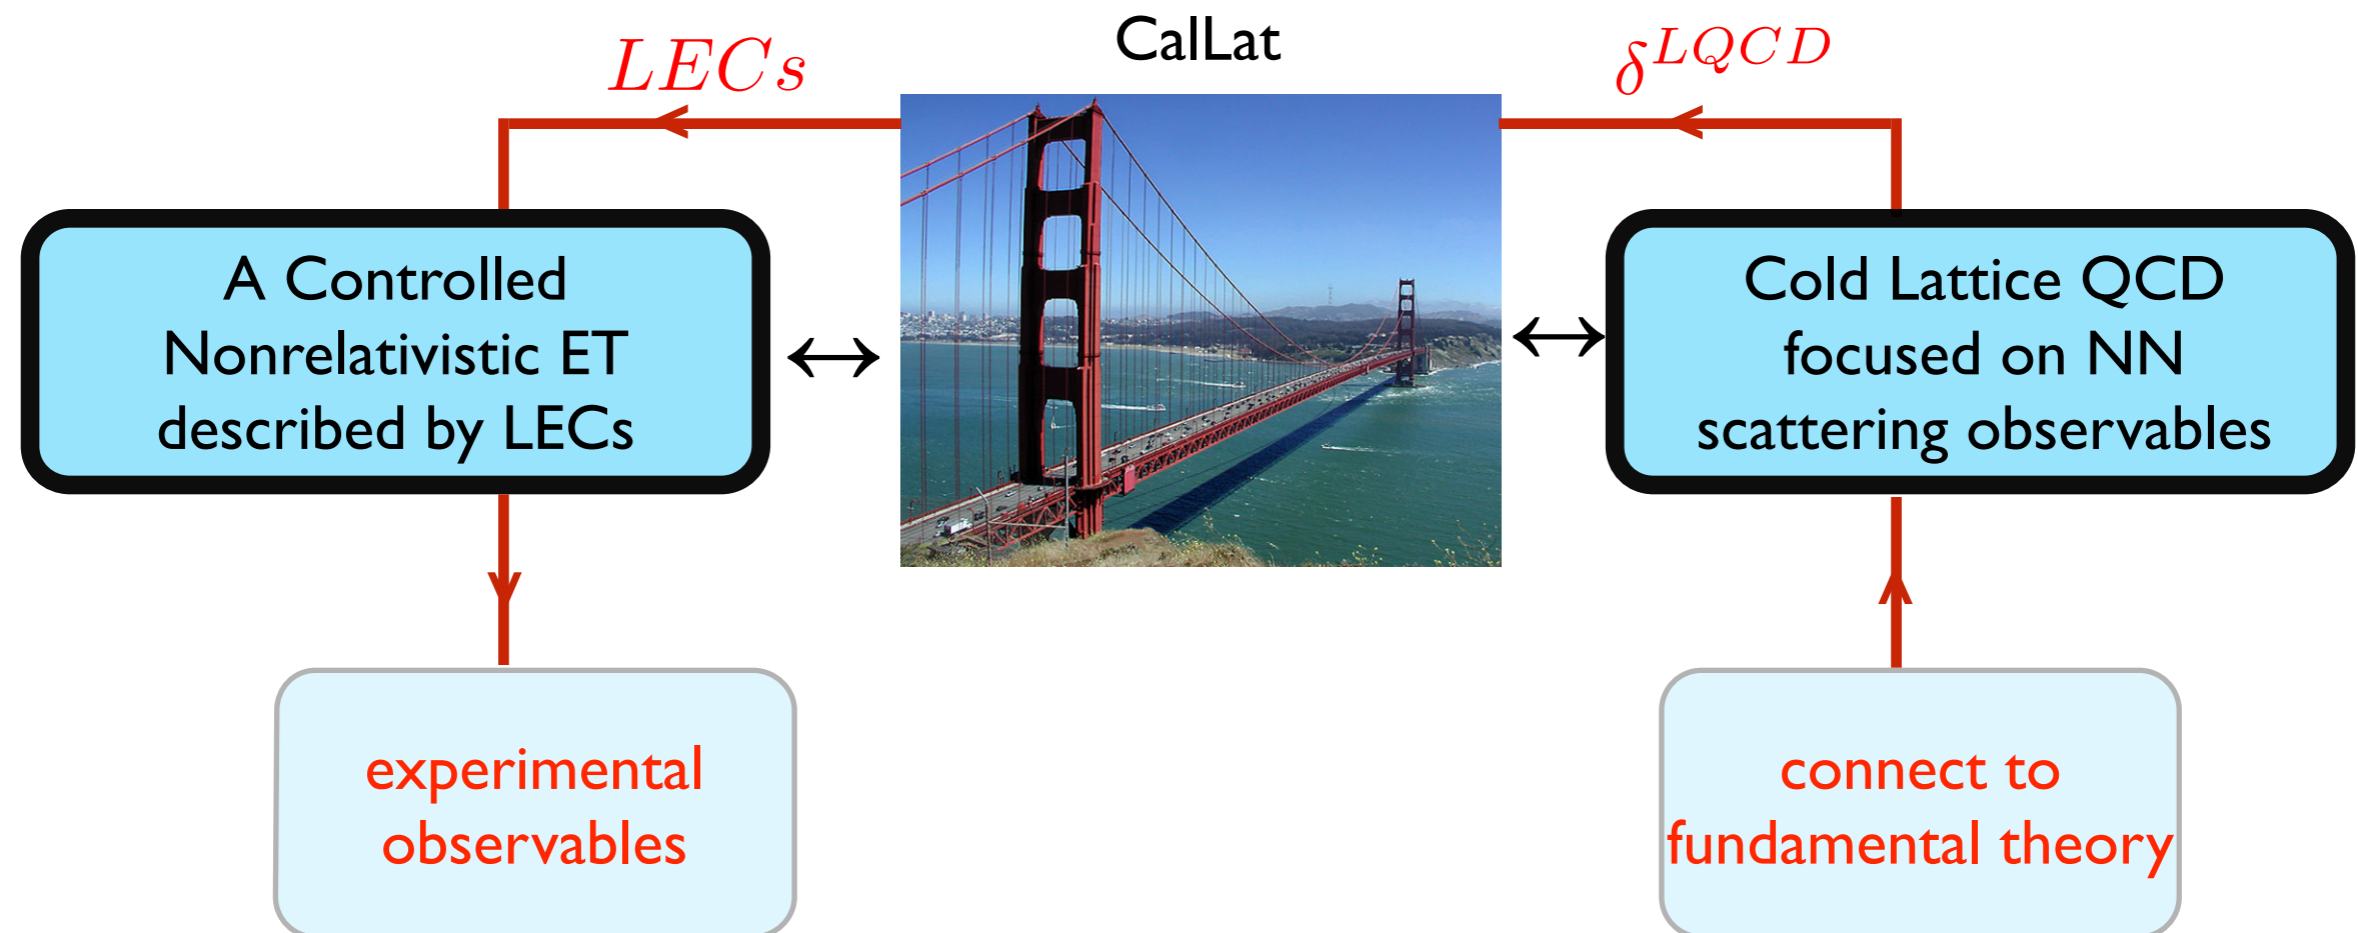 CalLat
LECs
δ^{LQCD}
A Controlled
Nonrelativistic ET
described by LECs
Cold Lattice QCD
focused on NN
scattering observables
experimental
observables
connect to
fundamental theory